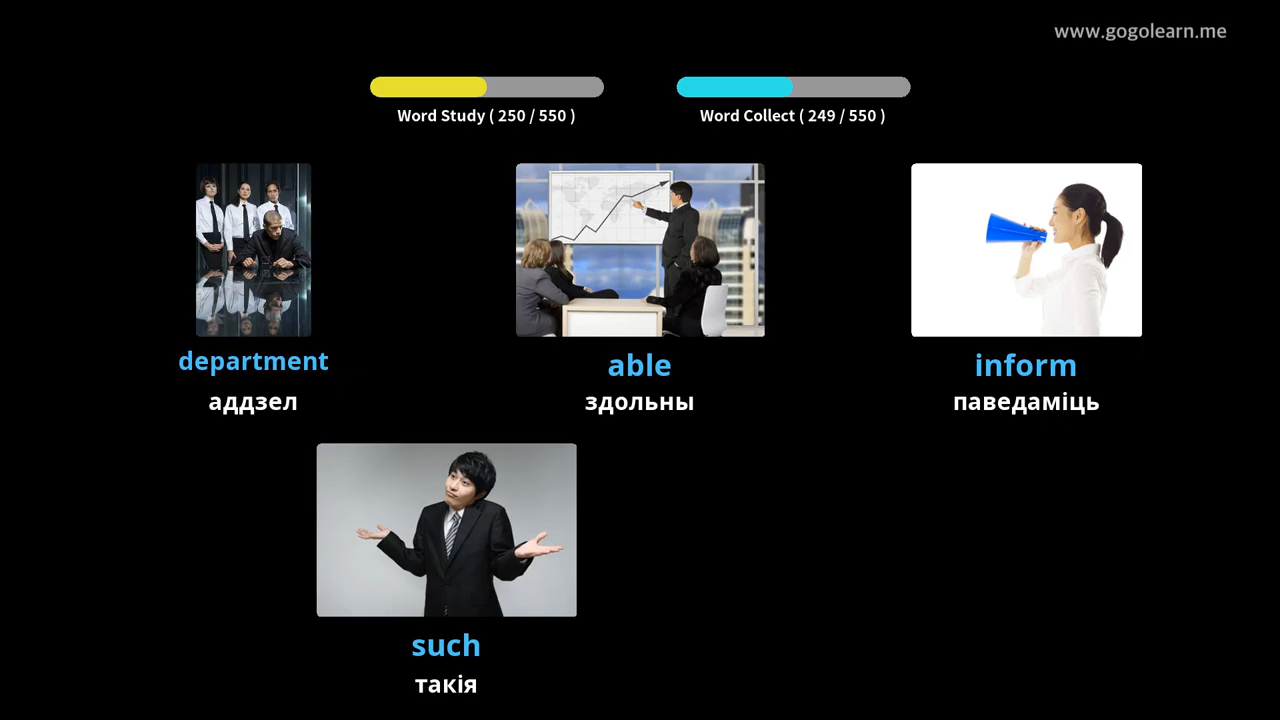 www.gogolearn.me
Word Study ( 250 / 550 )
Word Collect ( 249 / 550 )
department
аддзел
able
здольны
inform
паведаміць
such
такія